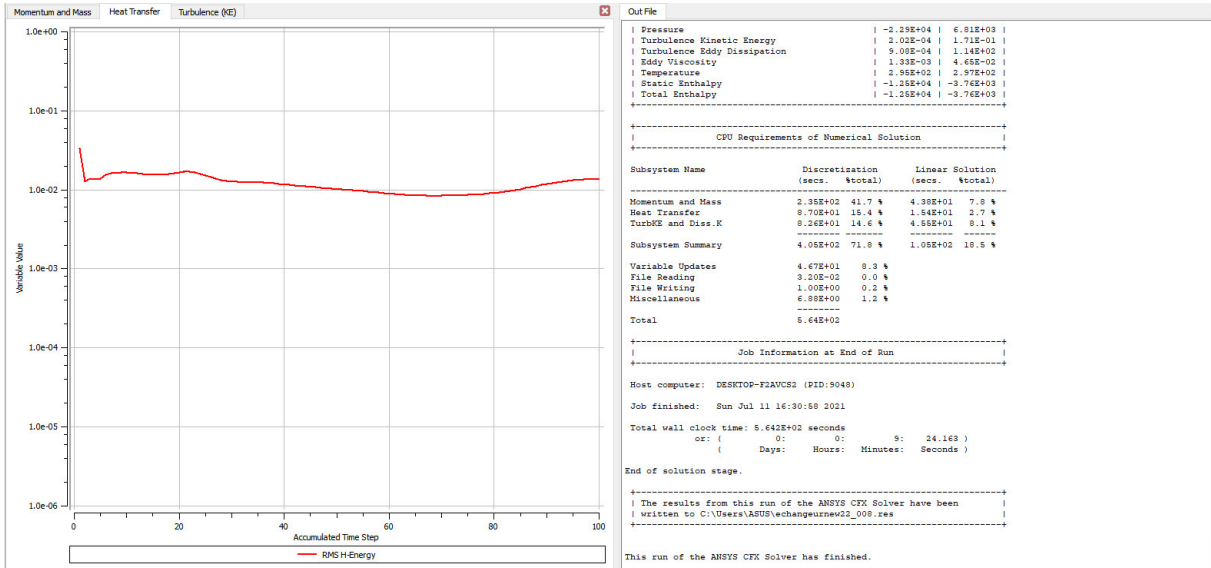 Momentum and Mass Heat Transfer Turbulence (KE)
1.0e+00
1.0e-01
1.0e-02
1.0e-03
1.0e-04
1.0e-05
1.0e-06
Variable Value
0 20 40 60 80 100
Accumulated Time Step
RMS H-Energy
Out File
| Pressure | -2.29E+04 | 6.81E+03 |
| Turbulence Kinetic Energy | 2.02E-04 | 1.71E-01 |
| Turbulence Eddy Dissipation | 9.08E-04 | 1.14E+02 |
| Eddy Viscosity | 1.33E-03 | 4.65E-02 |
| Temperature | 2.95E+02 | 2.97E+02 |
| Static Enthalpy | -1.25E+04 | -3.76E+03 |
| Total Enthalpy | -1.25E+04 | -3.76E+03 |
+--------------------------------------------------------------------+
+--------------------------------------------------------------------+
| CPU Requirements of Numerical Solution |
+--------------------------------------------------------------------+
Subsystem Name Discretization Linear Solution
(secs. %total) (secs. %total)
----------------------------------------------------------------------
Momentum and Mass 2.35E+02 41.7 % 4.38E+01 7.8 %
Heat Transfer 8.70E+01 15.4 % 1.54E+01 2.7 %
TurbKE and Diss.K 8.26E+01 14.6 % 4.55E+01 8.1 %
-------- ------- -------- ------
Subsystem Summary 4.05E+02 71.8 % 1.05E+02 18.5 %
Variable Updates 4.67E+01 8.3 %
File Reading 3.20E-02 0.0 %
File Writing 1.00E+00 0.2 %
Miscellaneous 6.88E+00 1.2 %
--------
Total 5.64E+02
+--------------------------------------------------------------------+
| Job Information at End of Run |
+--------------------------------------------------------------------+
Host computer: DESKTOP-F2AVCS2 (PID:9048)
Job finished: Sun Jul 11 16:30:58 2021
Total wall clock time: 5.642E+02 seconds
or: ( 0: 0: 9: 24.163 )
( Days: Hours: Minutes: Seconds )
End of solution stage.
+--------------------------------------------------------------------+
| The results from this run of the ANSYS CFX Solver have been |
| written to C:\Users\ASUS\echangeurnew22_008.res |
+--------------------------------------------------------------------+
This run of the ANSYS CFX Solver has finished.